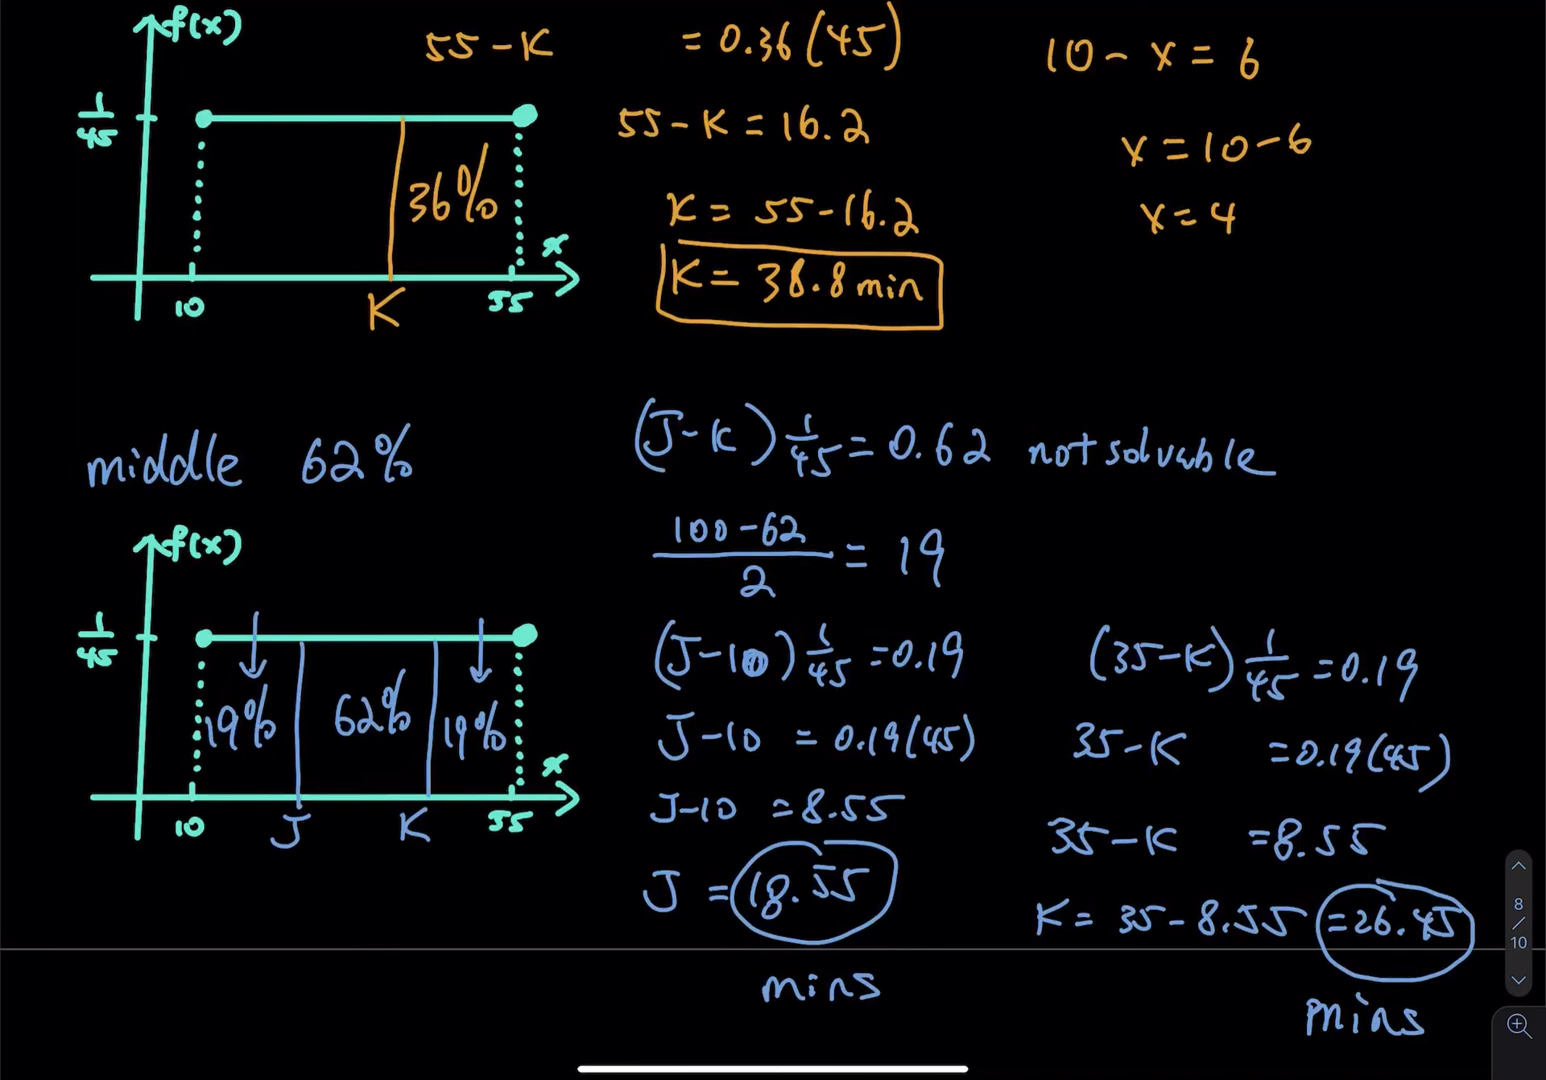 f(x)
55-K = 0.36(45)
10-x=6
1/45
55-K=16.2
x=10-6
36%
K= 55-16.2
x=4
x
K= 38.8 min
10 K 55
middle 62%
(J-K) 1/45 = 0.62 not solvable
(100-62)/2 = 19
f(x)
1/45
(J-10) 1/45 =0.19
(35-K) 1/45 =0.19
19% 62% 19%
J-10 = 0.19(45)
35-K =0.19(45)
x
J-10 =8.55
35-K =8.55
10 J K 55
J =18.55
K= 35-8.55 =26.45
mins
mins
8
/
10